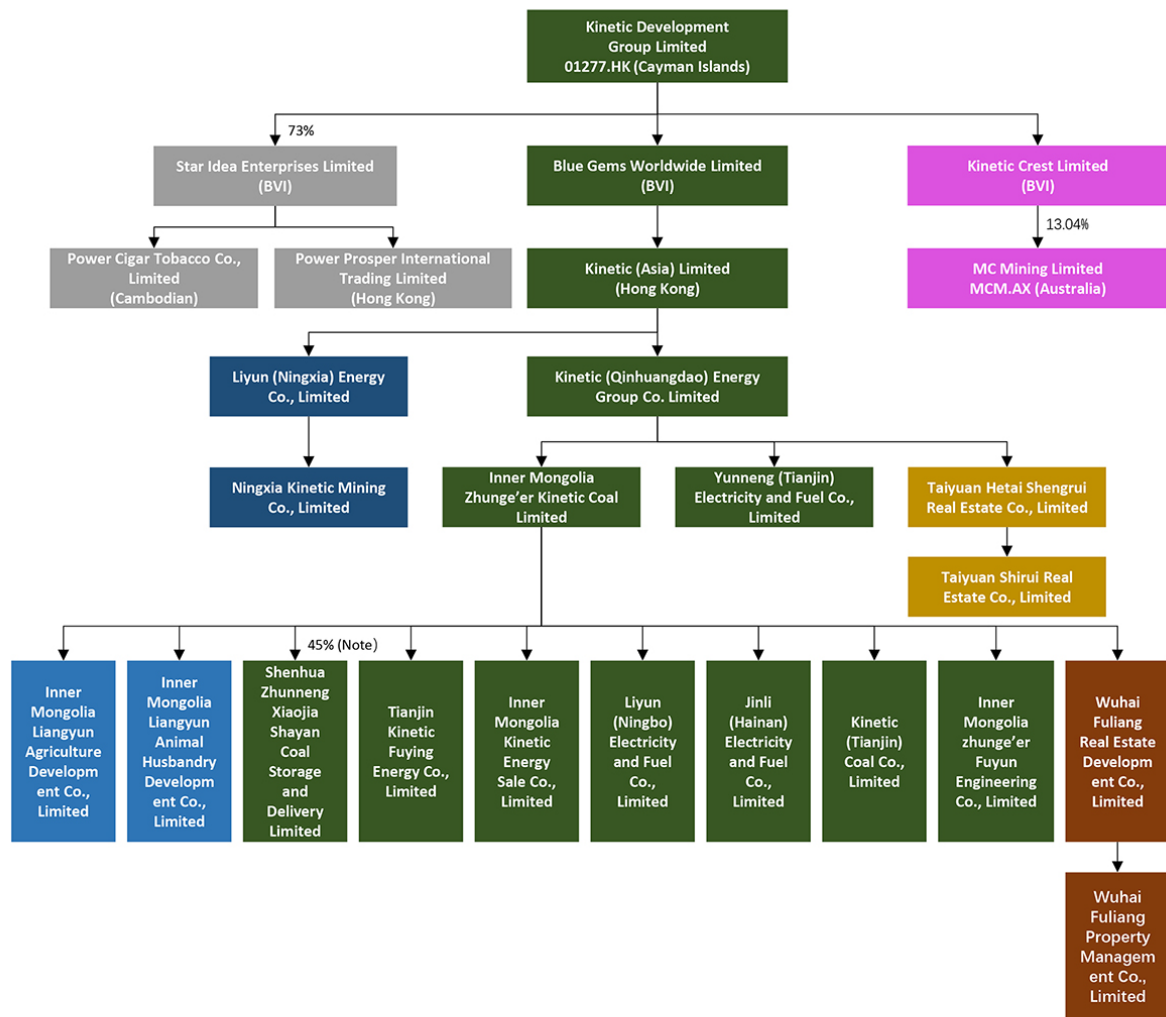 Kinetic Development
Group Limited
01277.HK (Cayman Islands)
73%
Star Idea Enterprises Limited
(BVI)
Blue Gems Worldwide Limited
(BVI)
Kinetic Crest Limited
(BVI)
13.04%
Power Cigar Tobacco Co.,
Limited
(Cambodian)
Power Prosper International
Trading Limited
(Hong Kong)
Kinetic (Asia) Limited
(Hong Kong)
MC Mining Limited
MCM.AX (Australia)
Liyun (Ningxia) Energy
Co., Limited
Kinetic (Qinhuangdao) Energy
Group Co. Limited
Ningxia Kinetic Mining
Co., Limited
Inner Mongolia
Zhunge’er Kinetic Coal
Limited
Yunneng (Tianjin)
Electricity and Fuel Co.,
Limited
Taiyuan Hetai Shengrui
Real Estate Co., Limited
Taiyuan Shirui Real
Estate Co., Limited
45% (Note)
Inner
Mongolia
Liangyun
Agriculture
Developm
ent Co.,
Limited
Inner
Mongolia
Liangyun
Animal
Husbandry
Developm
ent Co.,
Limited
Shenhua
Zhunneng
Xiaojia
Shayan
Coal
Storage
and
Delivery
Limited
Tianjin
Kinetic
Fuying
Energy Co.,
Limited
Inner
Mongolia
Kinetic
Energy
Sale Co.,
Limited
Liyun
(Ningbo)
Electricity
and Fuel
Co.,
Limited
Jinli
(Hainan)
Electricity
and Fuel
Co.,
Limited
Kinetic
(Tianjin)
Coal Co.,
Limited
Inner
Mongolia
zhunge’er
Fuyun
Engineering
Co., Limited
Wuhai
Fuliang
Real Estate
Developm
ent Co.,
Limited
Wuhai
Fuliang
Property
Managem
ent Co.,
Limited